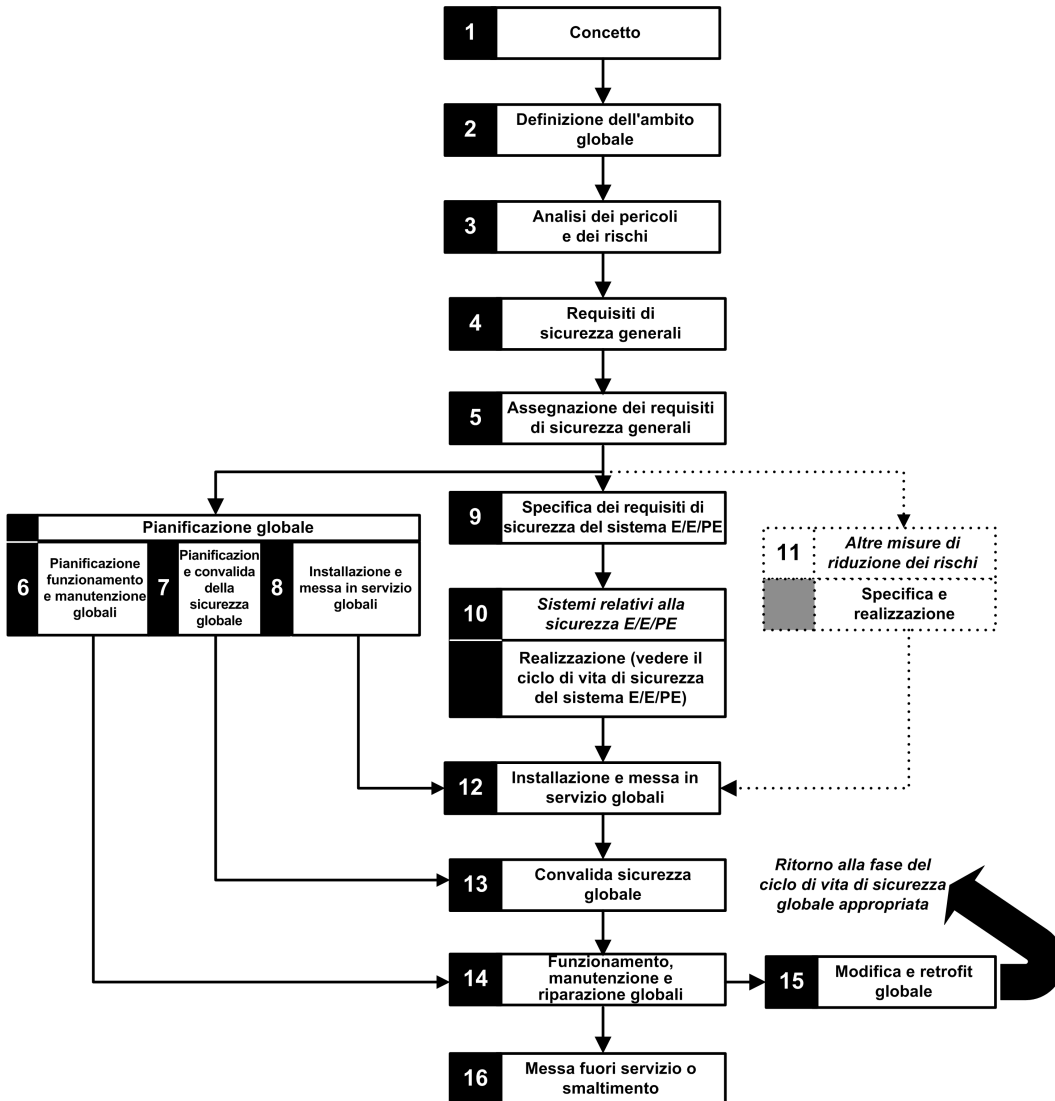 1
Concetto
2
Definizione dell'ambito
globale
3
Analisi dei pericoli
e dei rischi
4
Requisiti di
sicurezza generali
5
Assegnazione dei requisiti
di sicurezza generali
Pianificazione globale
6
Pianificazione
funzionamento
e manutenzione
globali
7
Pianificazion
e convalida
della
sicurezza
globale
8
Installazione e
messa in servizio
globali
9
Specifica dei requisiti di
sicurezza del sistema E/E/PE
10
Sistemi relativi alla
sicurezza E/E/PE
Realizzazione (vedere il
ciclo di vita di sicurezza
del sistema E/E/PE)
11
Altre misure di
riduzione dei rischi
Specifica e
realizzazione
12
Installazione e messa in
servizio globali
13
Convalida sicurezza
globale
Ritorno alla fase del
ciclo di vita di sicurezza
globale appropriata
14
Funzionamento,
manutenzione e
riparazione globali
15
Modifica e retrofit
globale
16
Messa fuori servizio o
smaltimento